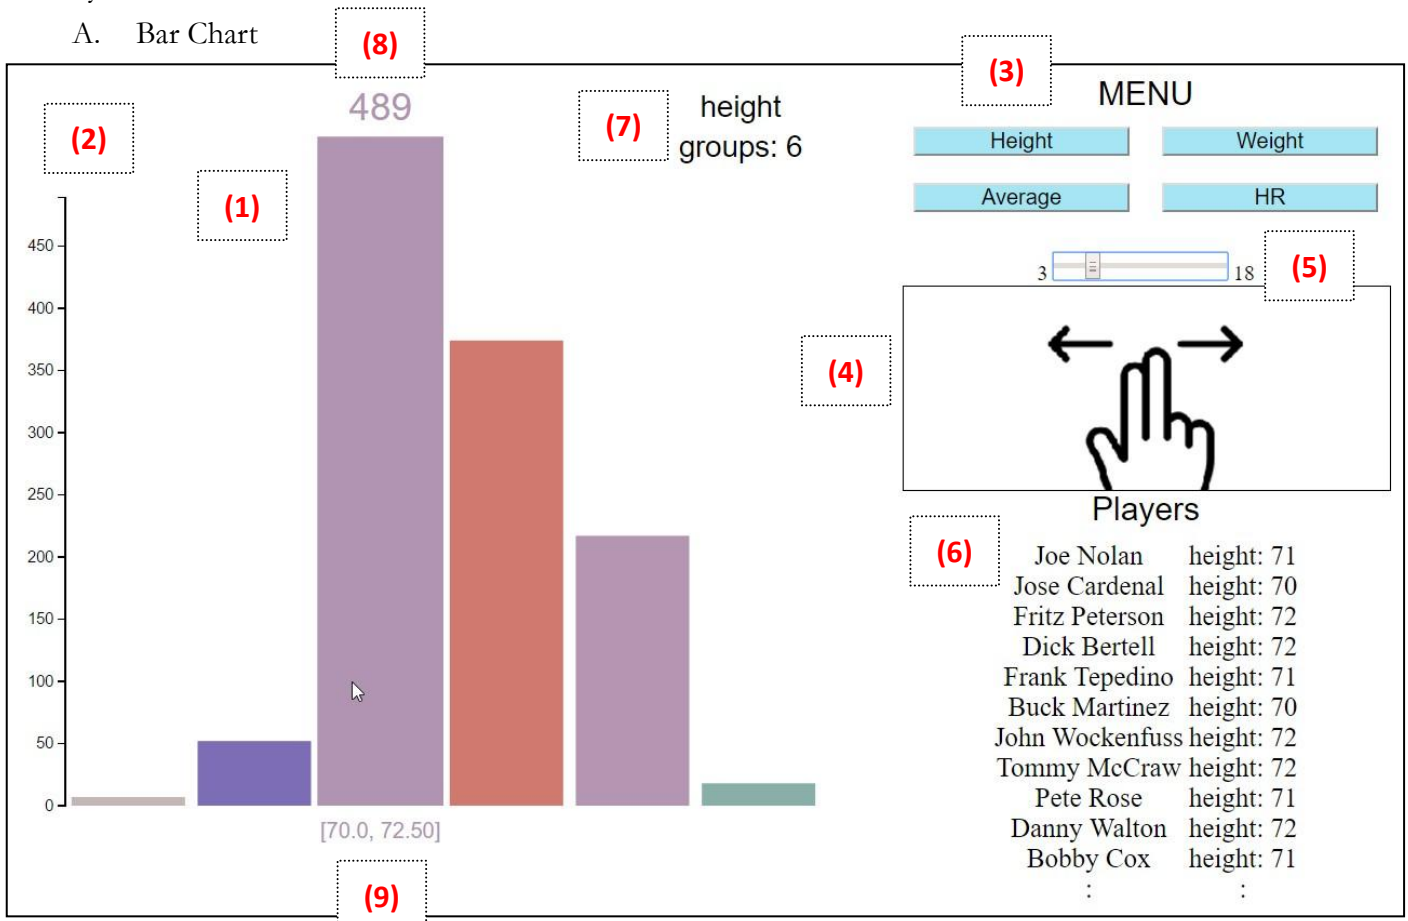 A. Bar Chart
(8)
(3)
MENU
489
(2)
(7)
height
groups: 6
Height Weight
(1)
Average HR
3 18 (5)
450
400
350
300
250
200
150
100
50
0
(4)
Players
(6)
Joe Nolan height: 71
Jose Cardenal height: 70
Fritz Peterson height: 72
Dick Bertell height: 72
Frank Tepedino height: 71
Buck Martinez height: 70
John Wockenfuss height: 72
Tommy McCraw height: 72
Pete Rose height: 71
Danny Walton height: 72
Bobby Cox height: 71
: :
[70.0, 72.50]
(9)